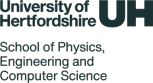 University of
Hertfordshire UH
School of Physics,
Engineering and
Computer Science